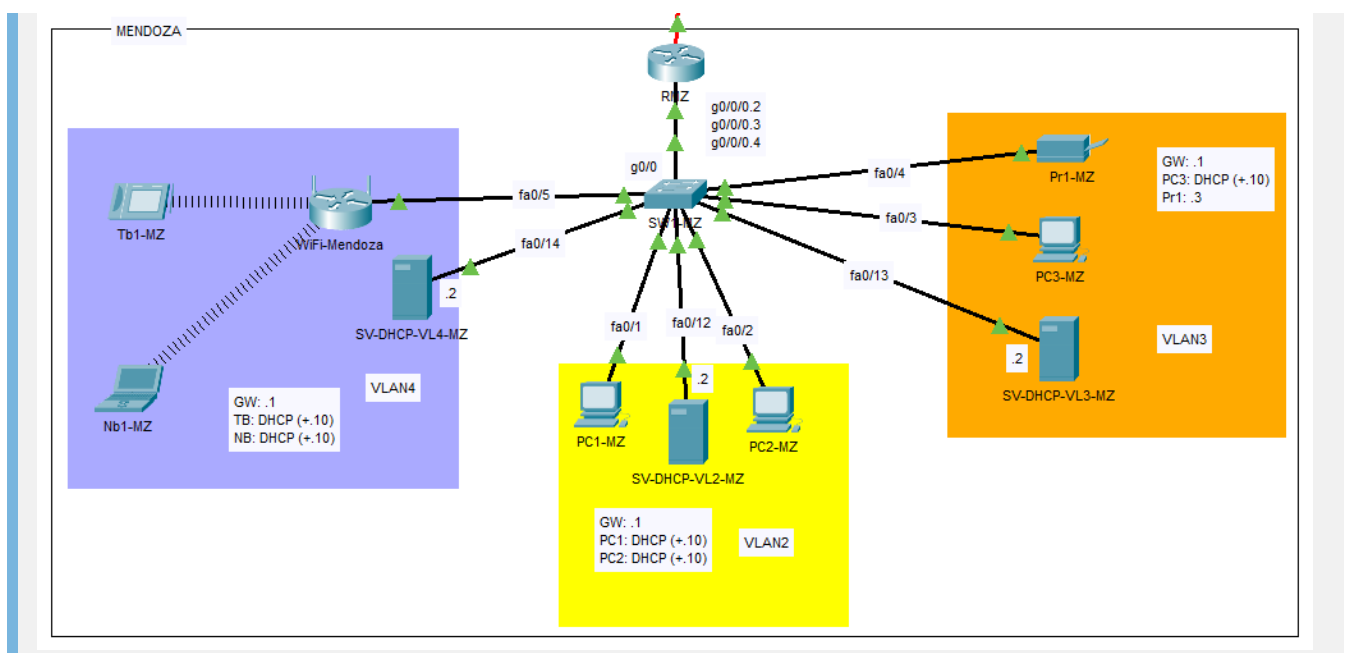 MENDOZA
RMZ
g0/0/0.2
g0/0/0.3
g0/0/0.4
g0/0
SW1-MZ
fa0/5
fa0/14
fa0/4
fa0/3
fa0/13
fa0/1
fa0/12
fa0/2
Tb1-MZ
WiFi-Mendoza
.2
SV-DHCP-VL4-MZ
Nb1-MZ
GW: .1
TB: DHCP (+.10)
NB: DHCP (+.10)
VLAN4
.2
PC1-MZ
PC2-MZ
SV-DHCP-VL2-MZ
GW: .1
PC1: DHCP (+.10)
PC2: DHCP (+.10)
VLAN2
Pr1-MZ
GW: .1
PC3: DHCP (+.10)
Pr1: .3
PC3-MZ
VLAN3
.2
SV-DHCP-VL3-MZ